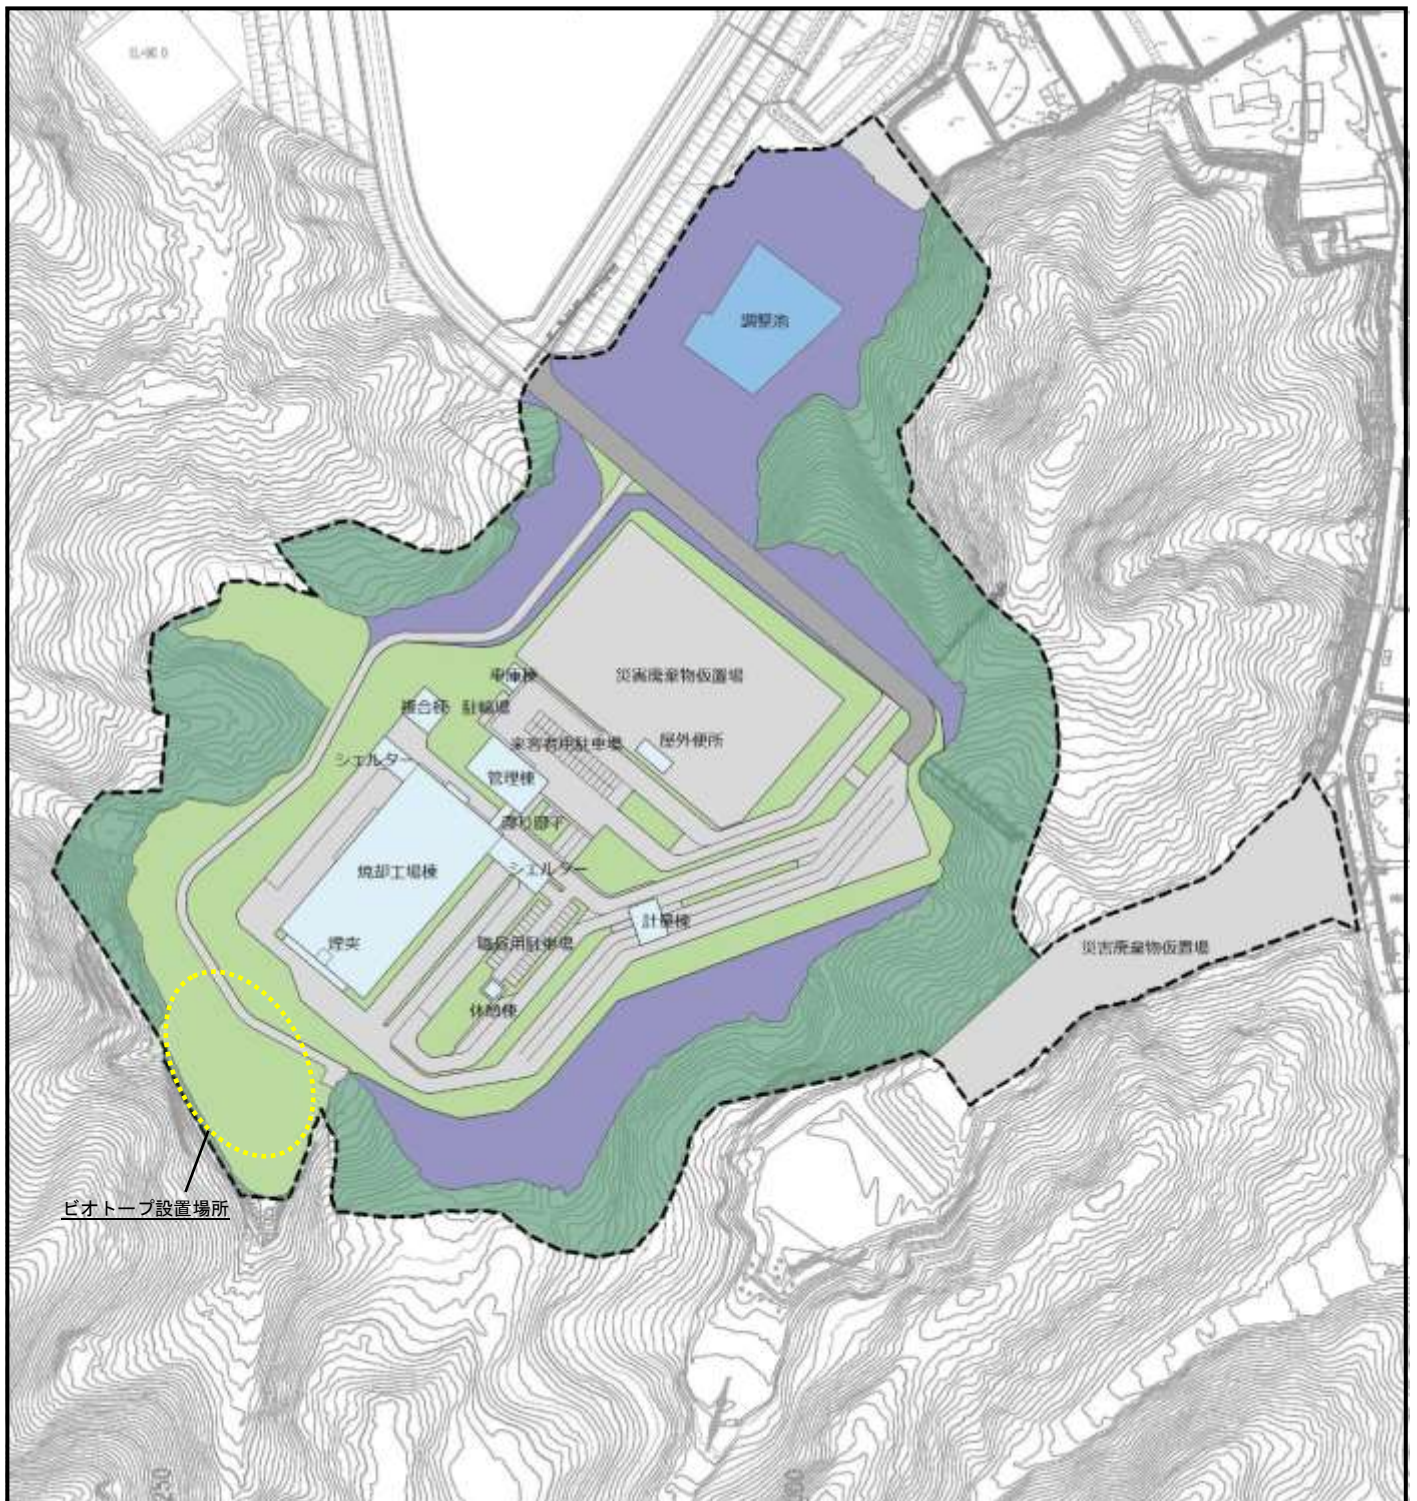 調整池
災害廃棄物仮置場
車庫棟
複合棟
駐輪場
来客者用駐車場
屋外便所
シェルター
管理棟
渡り廊下
焼却工場棟
シェルター
計量棟
煙突
職員用駐車場
災害廃棄物仮置場
休憩棟
ビオトープ設置場所